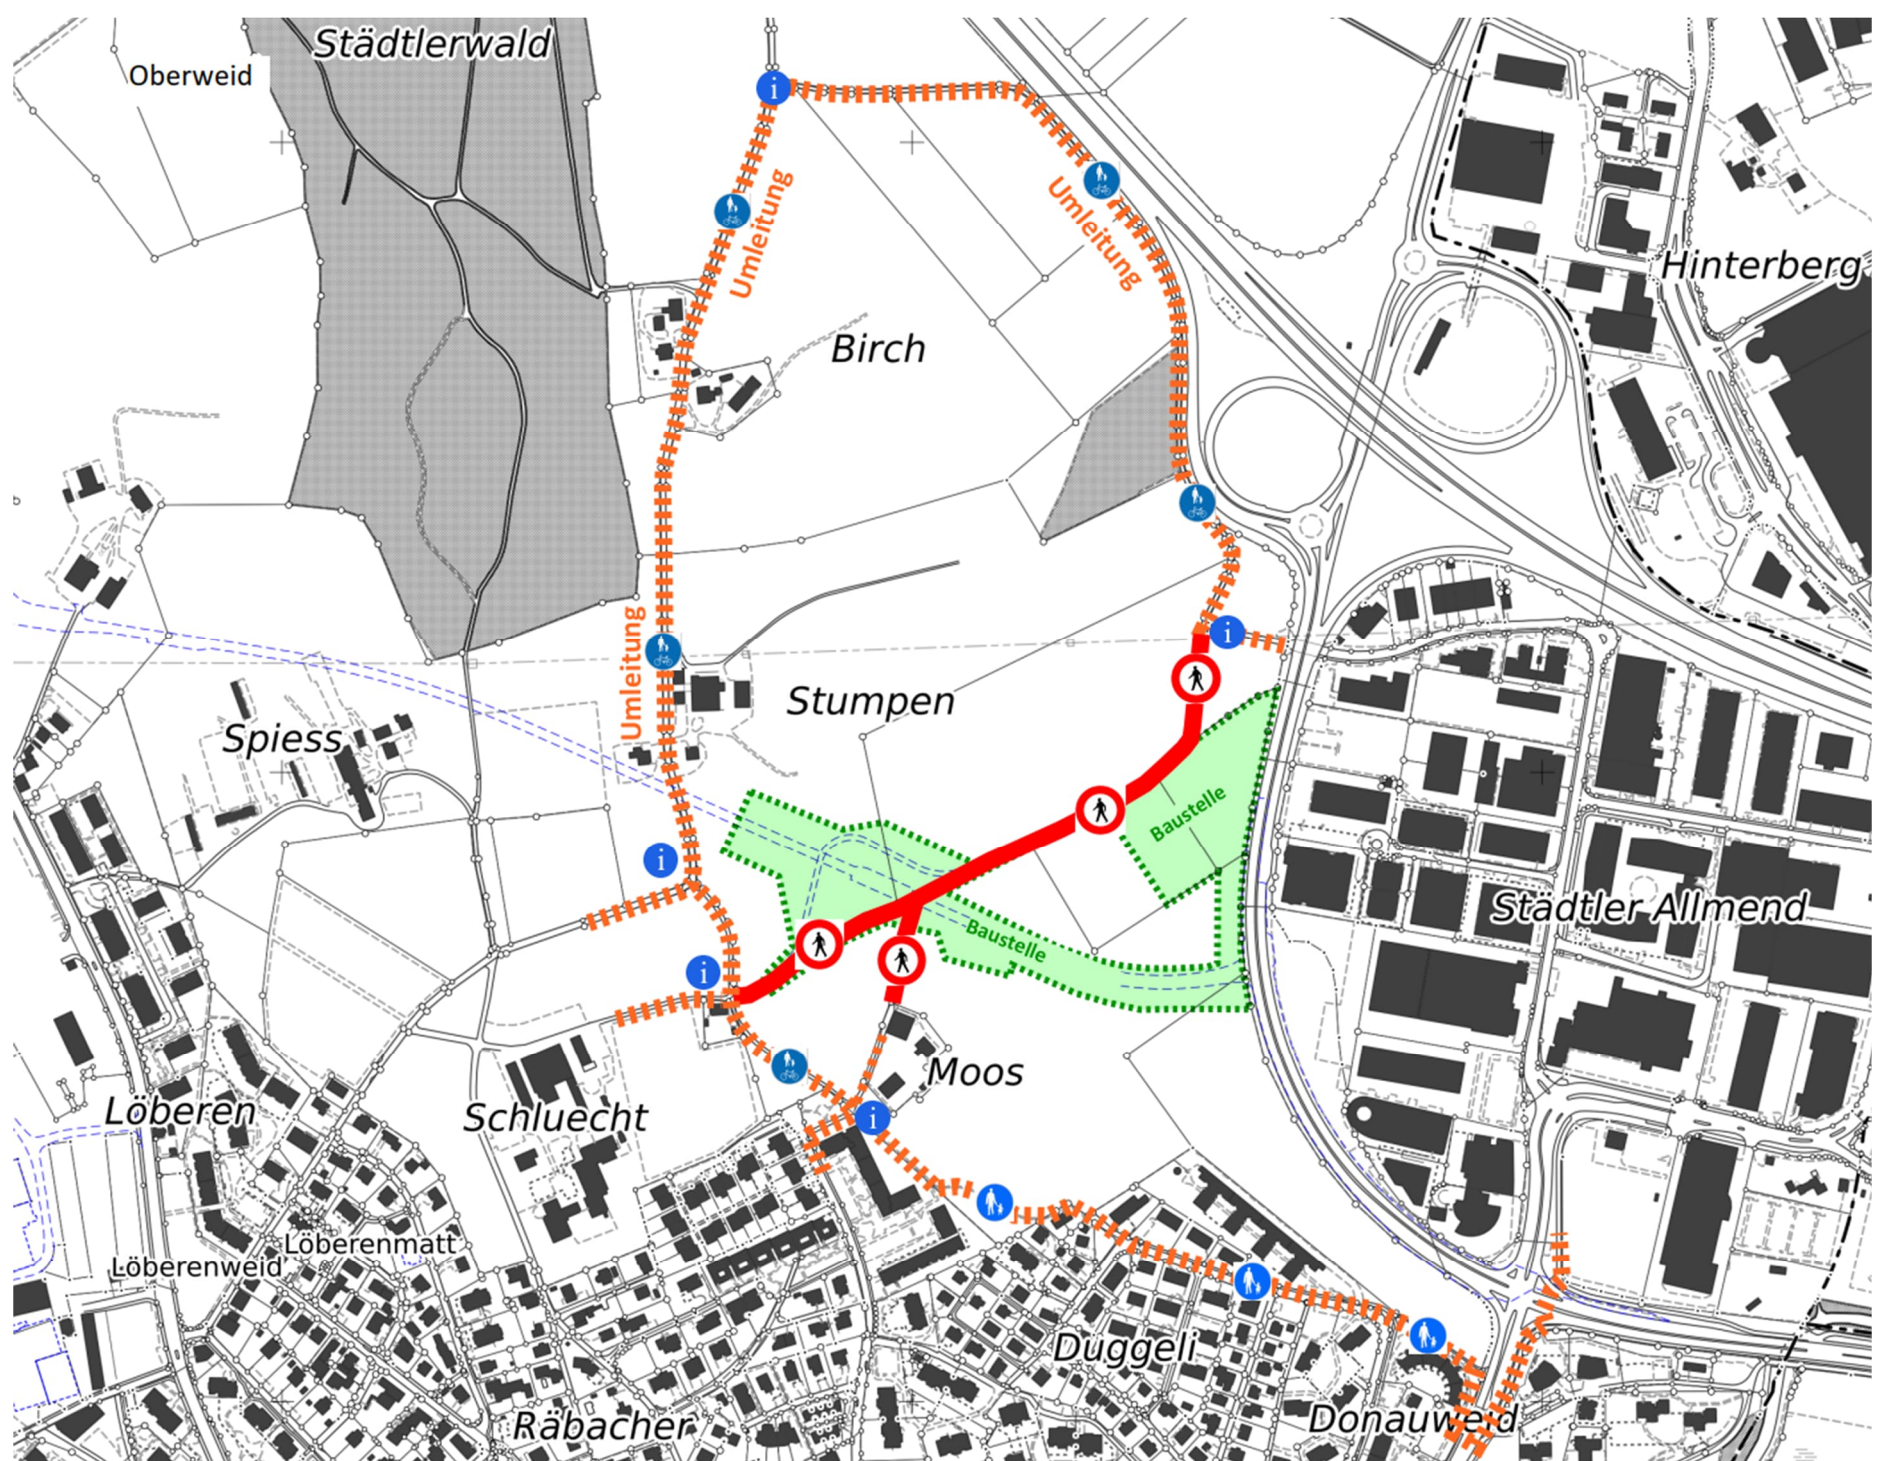 Städtlerwald
Oberweid
i
Umleitung
Umleitung
Hinterberg
Birch
Umleitung
i
Stumpen
Spiess
Baustelle
i
Städtler Allmend
Baustelle
i
Moos
Löberen
Schluecht
i
Löberenmatt
Löberenweid
Düggeli
Räbacher
Donauweid